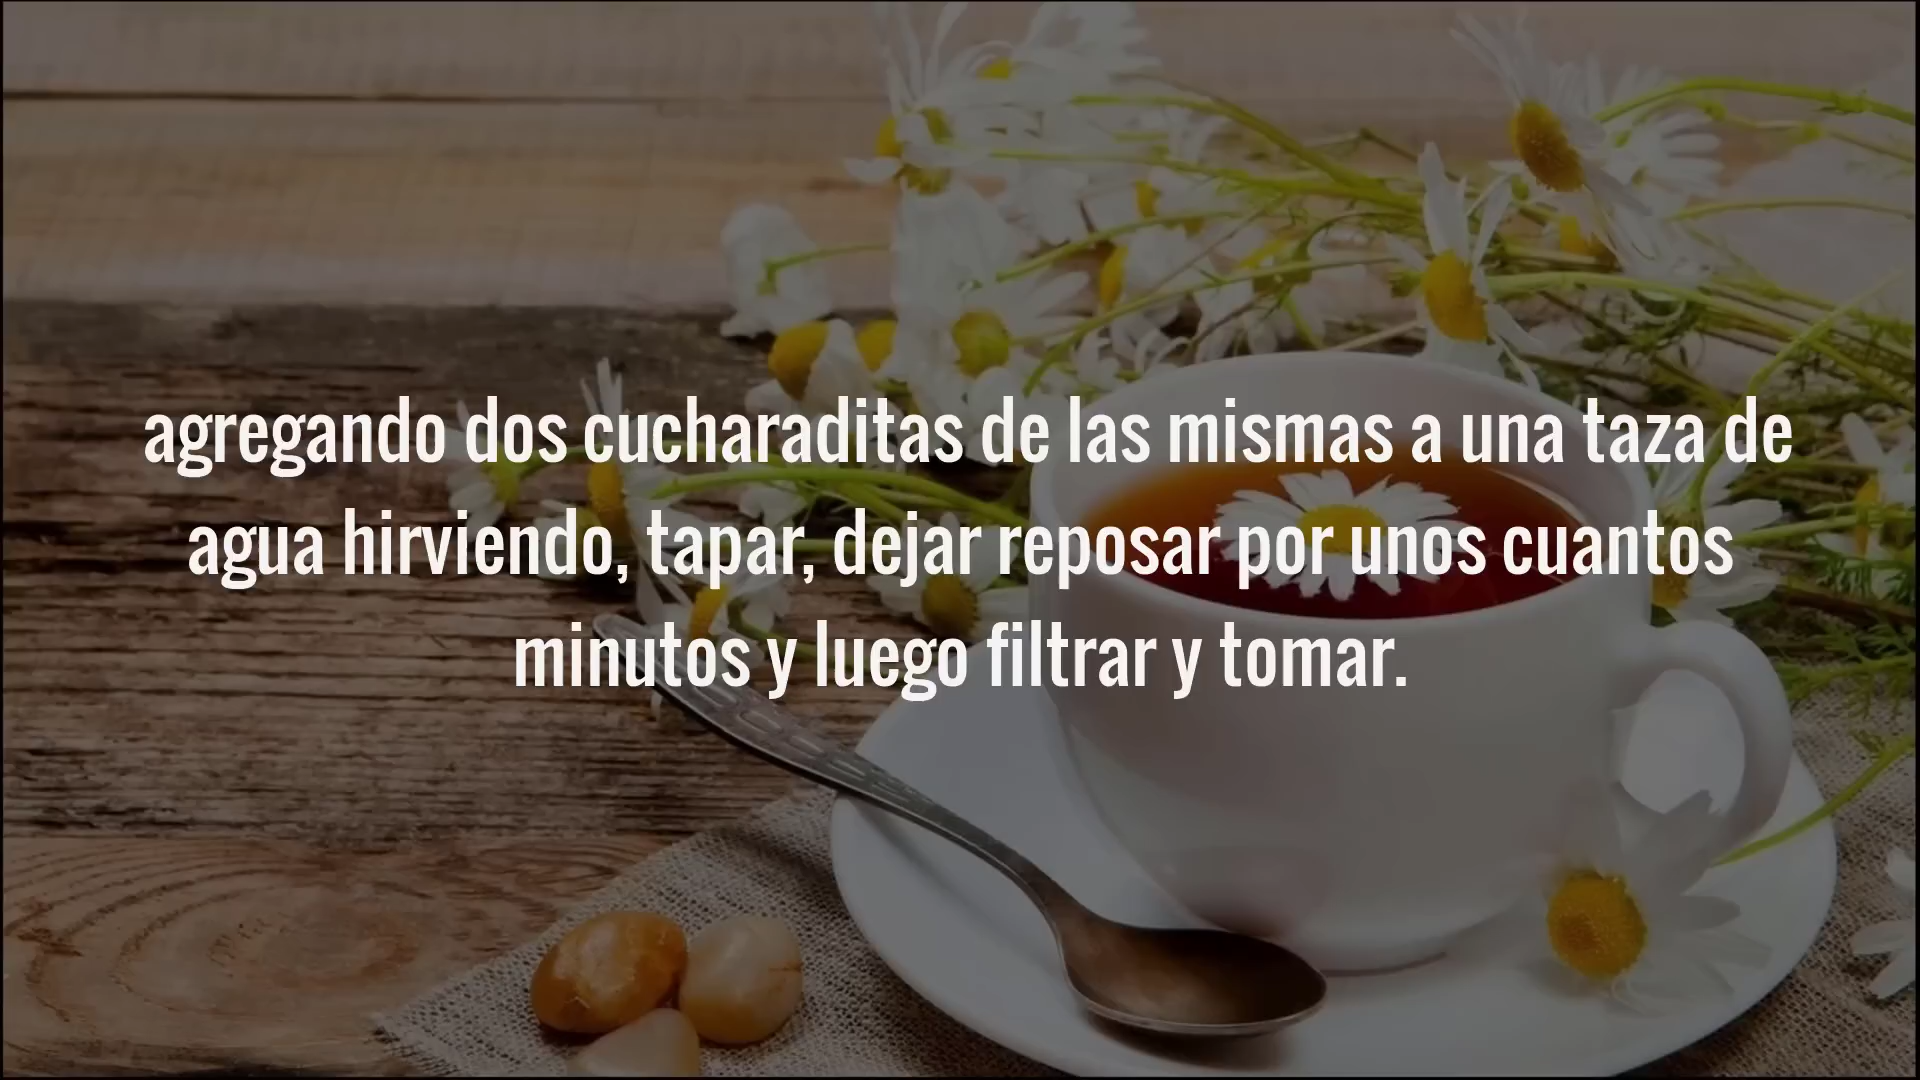 agregando dos cucharaditas de las mismas a una taza de
agua hirviendo, tapar, dejar reposar por unos cuantos
minutos y luego filtrar y tomar.